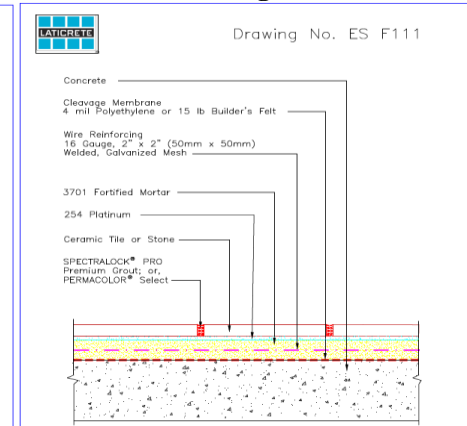 LATICRETE
Drawing No. ES F111
Concrete
Cleavage Membrane
4 mil Polyethylene or 15 lb Builder's Felt
Wire Reinforcing
16 Gauge, 2" x 2" (50mm x 50mm)
Welded, Galvanized Mesh
3701 Fortified Mortar
254 Platinum
Ceramic Tile or Stone
SPECTRALOCK® PRO
Premium Grout; or,
PERMACOLOR® Select